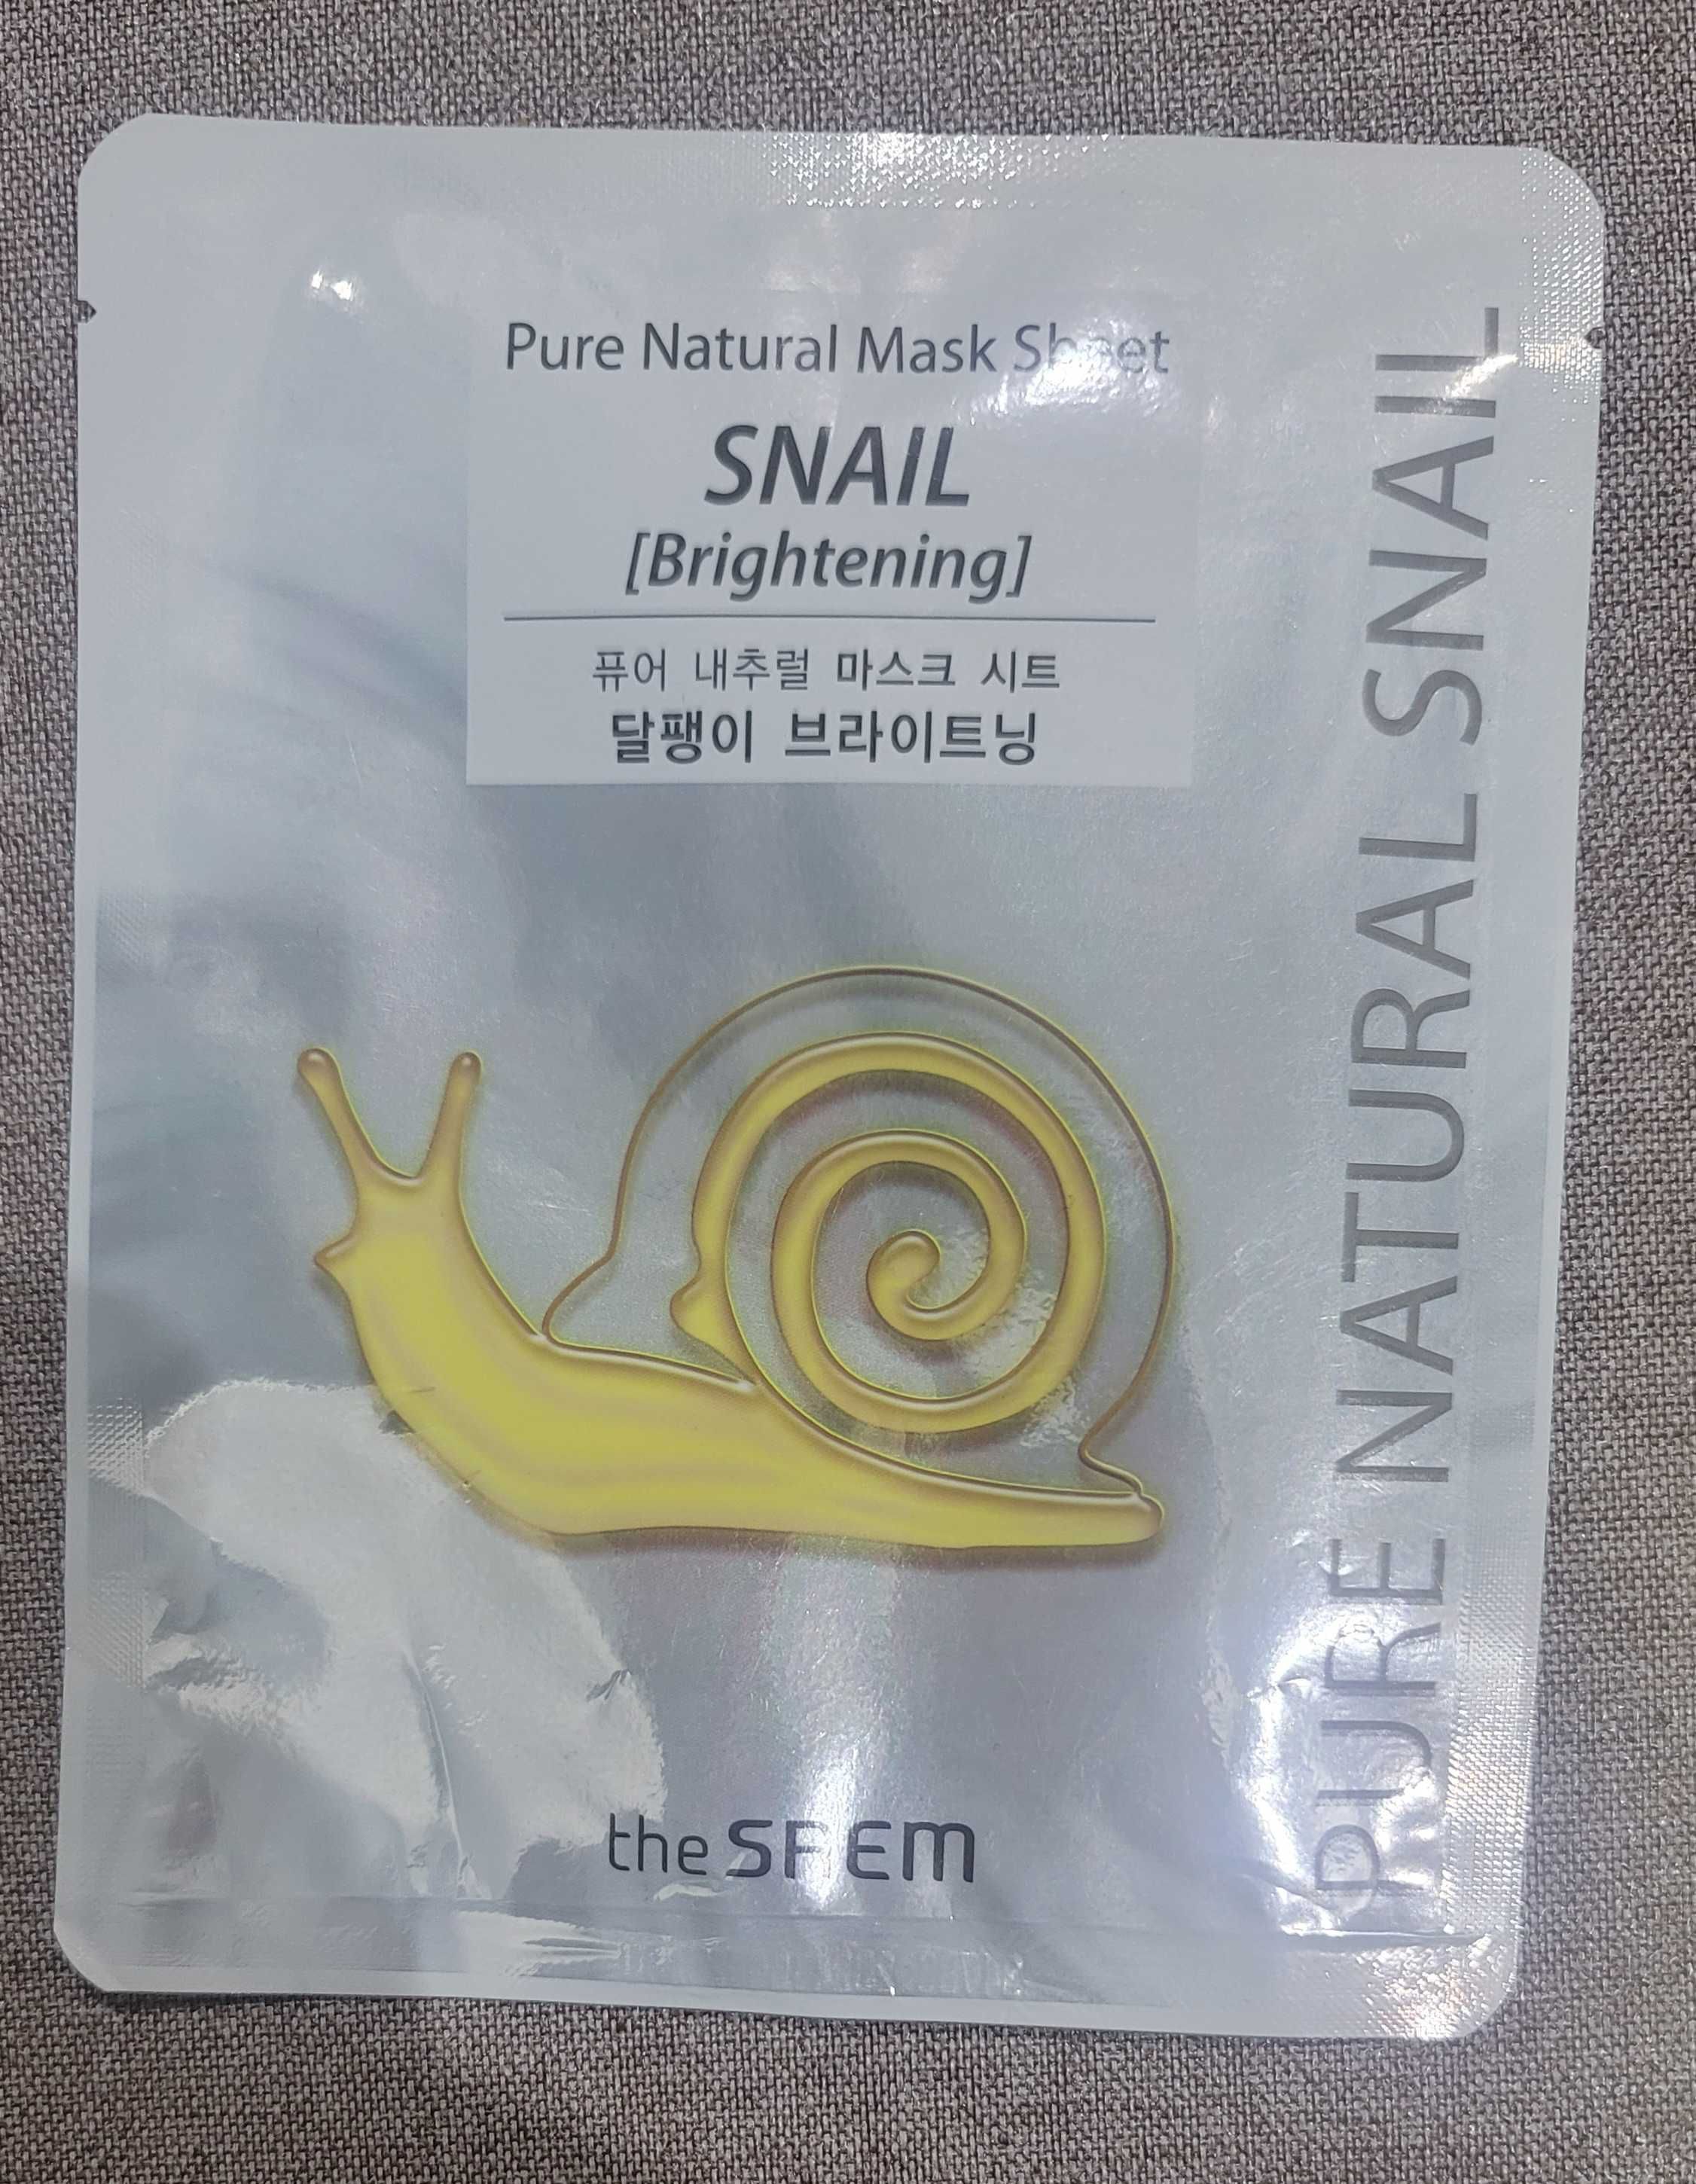 Pure Natural Mask Sheet
SNAIL
[Brightening]
퓨어 내추럴 마스크 시트
달팽이 브라이트닝
PURE NATURAL SNAIL
the SAEM